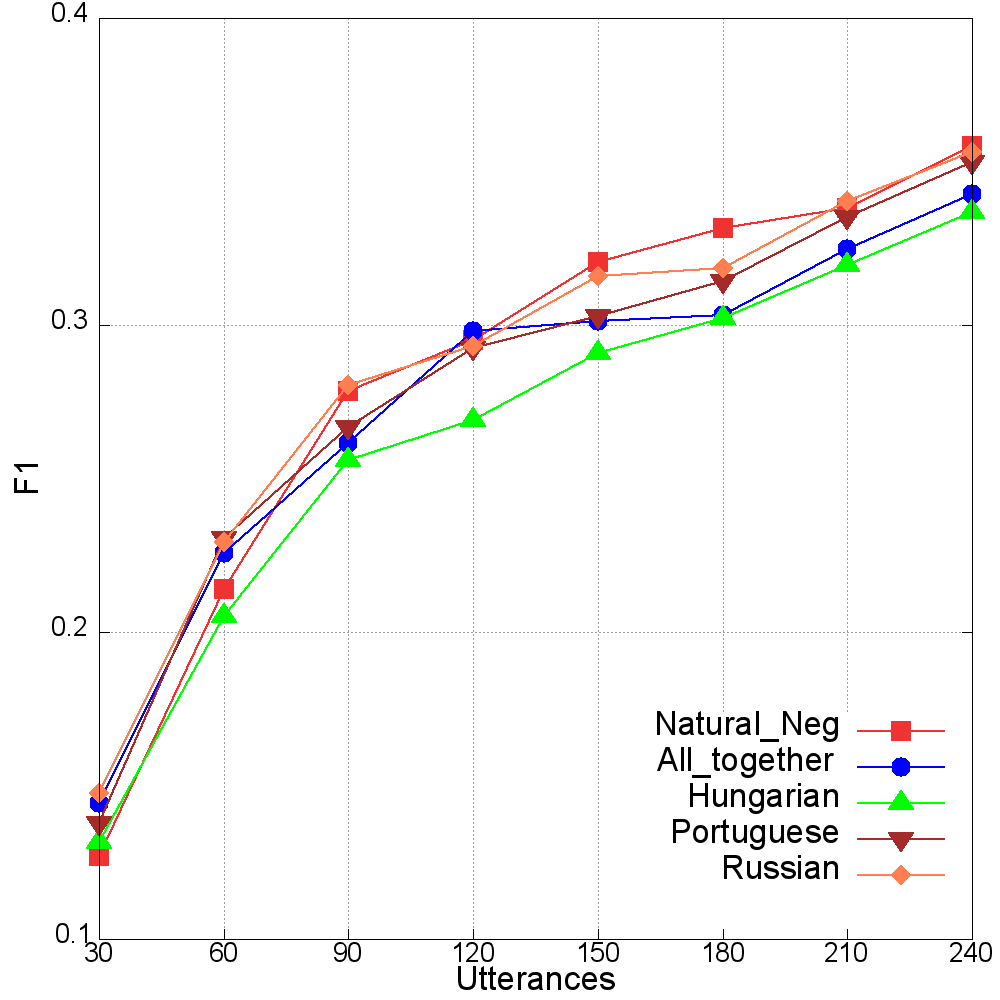 0.4
0.3
0.2
0.1
F1
Natural_Neg
All_together
Hungarian
Portuguese
Russian
30 60 90 120 150 180 210 240
Utterances